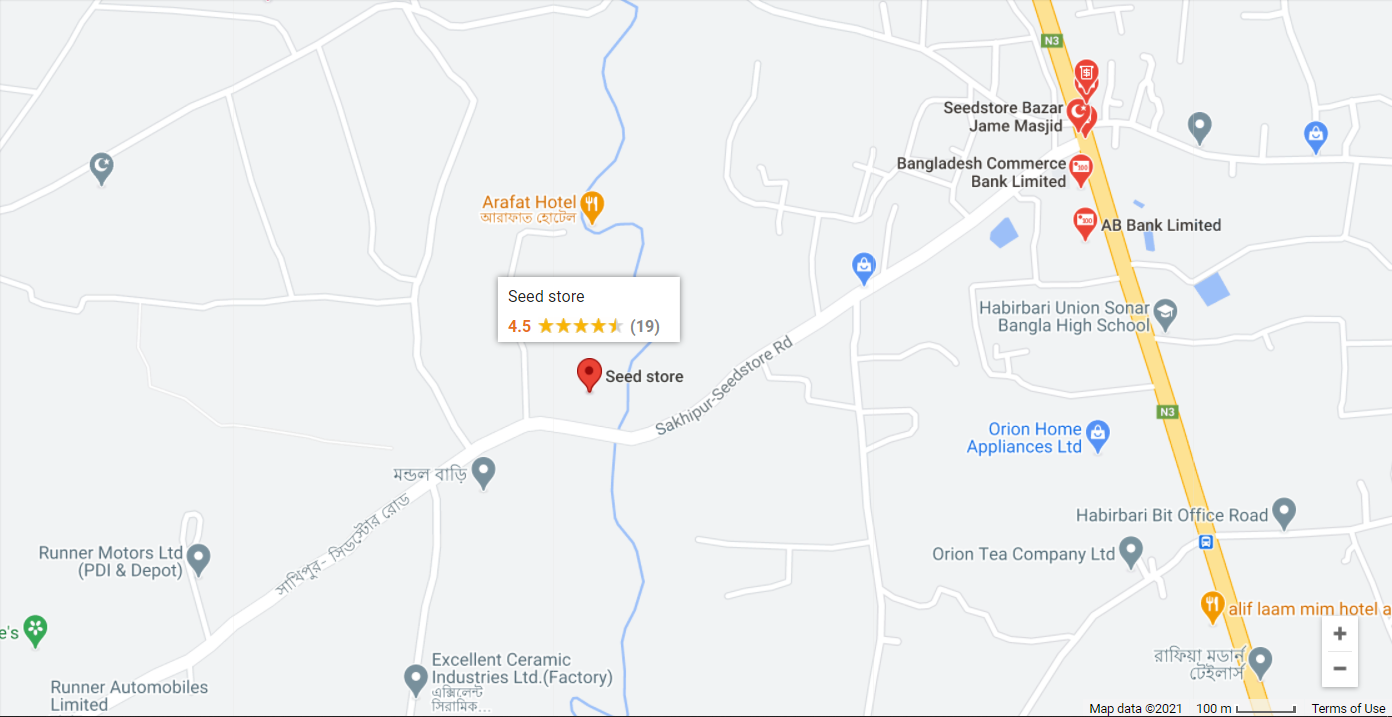 N3
Seedstore Bazar
Jame Masjid
Bangladesh Commerce
Bank Limited
Arafat Hotel
আরাফাত হোটেল
AB Bank Limited
Seed store
4.5 (19)
Habirbari Union Sonar
Bangla High School
Seed store
Sakhipur-Seedstore Rd
N3
Orion Home
Appliances Ltd
মন্ডল বাড়ি
সাখিপুর- সিডস্টোর রোড
Habirbari Bit Office Road
Runner Motors Ltd
(PDI & Depot)
Orion Tea Company Ltd
alif laam mim hotel a
e's
রাফিয়া মডার্ন
টেইলার্স
Excellent Ceramic
Industries Ltd.(Factory)
এক্সিলেন্ট
সিরামিক...
Runner Automobiles
Limited
Map data ©2021 100 m Terms of Use